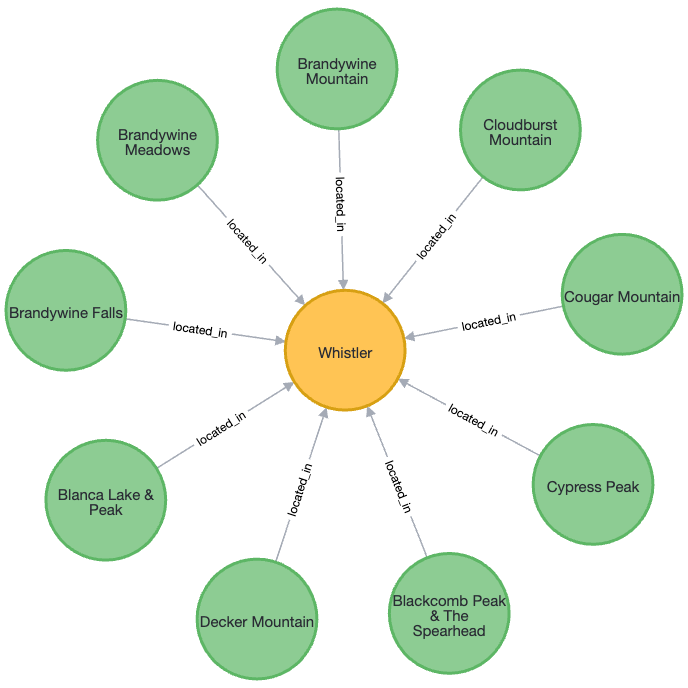 Brandywine
Mountain
Cloudburst
Mountain
Brandywine
Meadows
located_in
located_in
located_in
Cougar Mountain
Brandywine Falls
located_in
located_in
Whistler
located_in
located_in
Cypress Peak
Blanca Lake &
Peak
located_in
located_in
Blackcomb Peak
& The
Spearhead
Decker Mountain